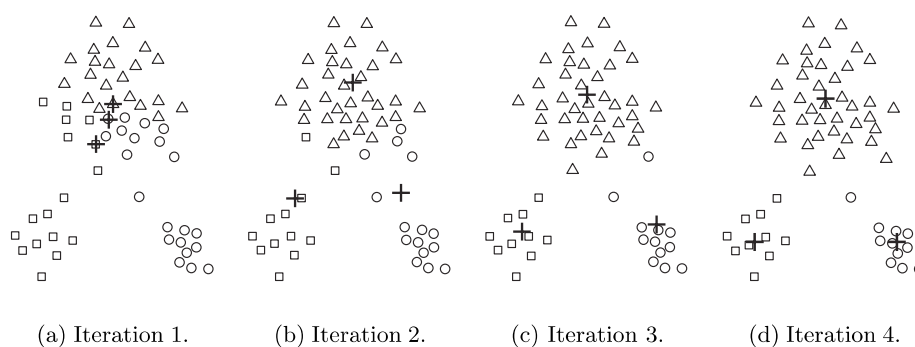 (a) Iteration 1.
(b) Iteration 2.
(c) Iteration 3.
(d) Iteration 4.